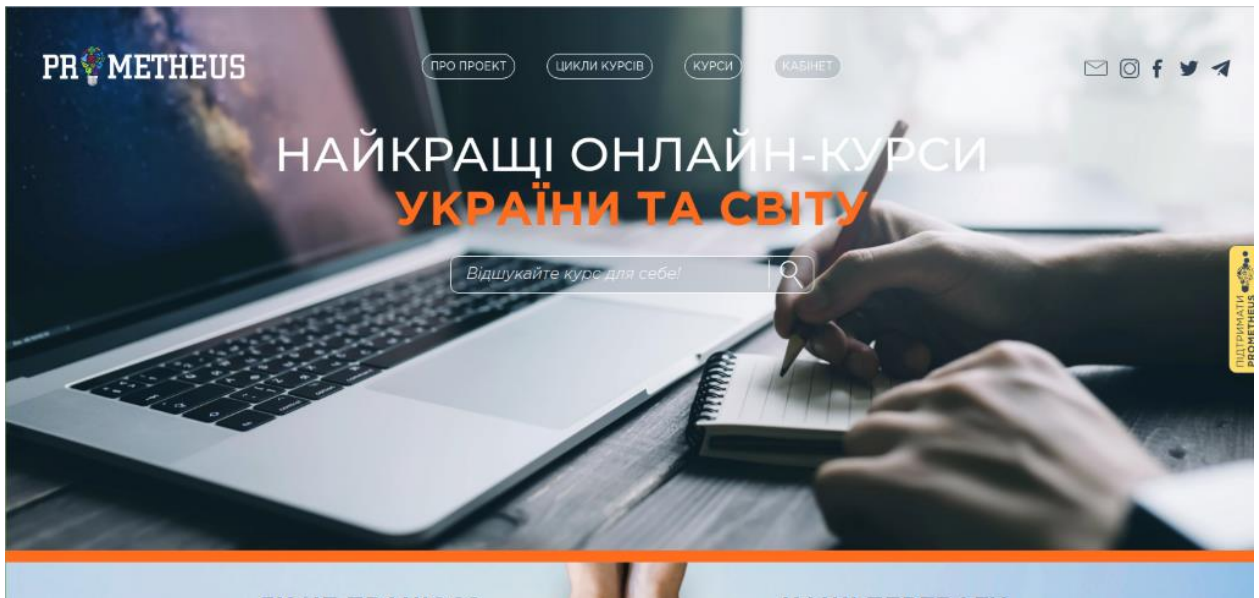 PROMETHEUS
ПРО ПРОЕКТ
ЦИКЛИ КУРСІВ
КУРСИ
КАБІНЕТ
НАЙКРАЩІ ОНЛАЙН-КУРСИ
УКРАЇНИ ТА СВІТУ
Відшукайте курс для себе!
ПІДТРИМАТИ
PROMETHEUS